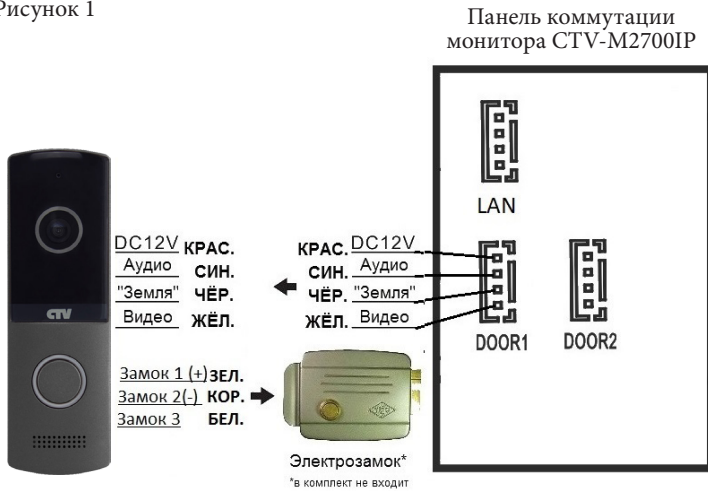 Рисунок 1
Панель коммутации
монитора CTV-M2700IP
LAN
DC12V КРАС.
Аудио СИН.
"Земля" ЧЁР.
Видео ЖЁЛ.
КРАС. DC12V
СИН. Аудио
ЧЁР. "Земля"
ЖЁЛ. Видео
DOOR1
DOOR2
CTV
Замок 1 (+) ЗЕЛ.
Замок 2(-) КОР.
Замок 3 БЕЛ.
Электрозамок*
*в комплект не входит